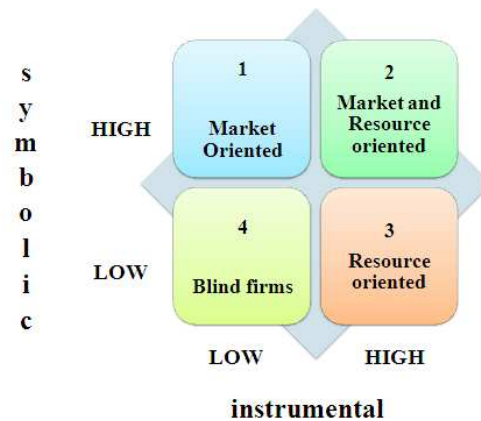 symbolic
HIGH
LOW
1
Market
Oriented
2
Market and
Resource
oriented
4
Blind firms
3
Resource
oriented
LOW
HIGH
instrumental